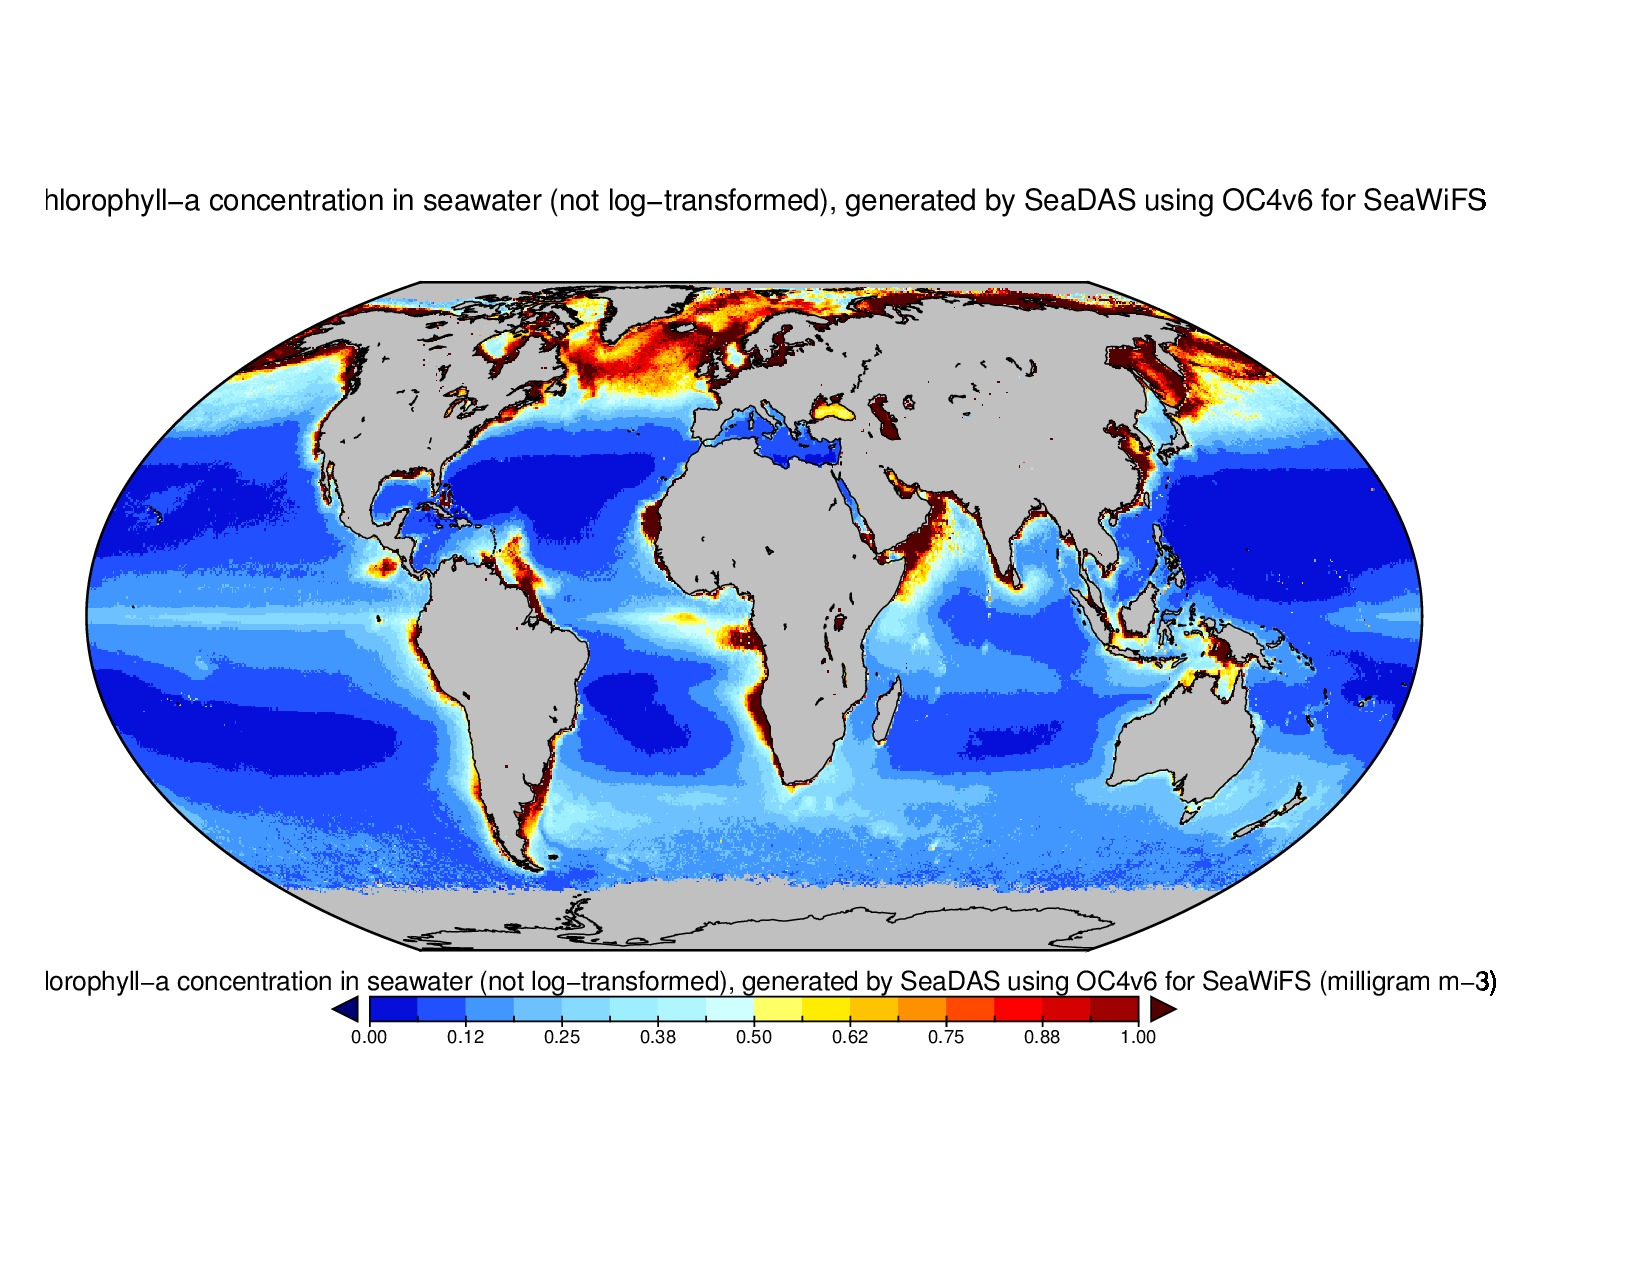 hlorophyll−a concentration in seawater (not log−transformed), generated by SeaDAS using OC4v6 for SeaWiFS
lorophyll−a concentration in seawater (not log−transformed), generated by SeaDAS using OC4v6 for SeaWiFS (milligram m−3)
0.00 0.12 0.25 0.38 0.50 0.62 0.75 0.88 1.00